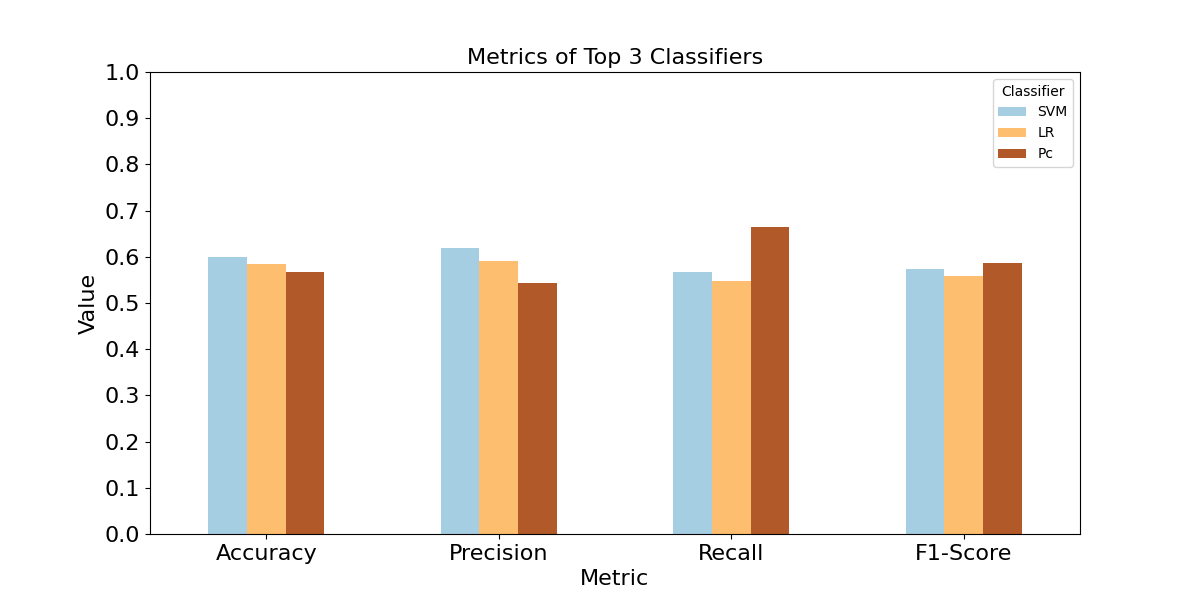 Metrics of Top 3 Classifiers
1.0
0.9
0.8
0.7
0.6
0.5
0.4
0.3
0.2
0.1
0.0
Value
Classifier
SVM
LR
Pc
Accuracy Precision Recall F1-Score
Metric